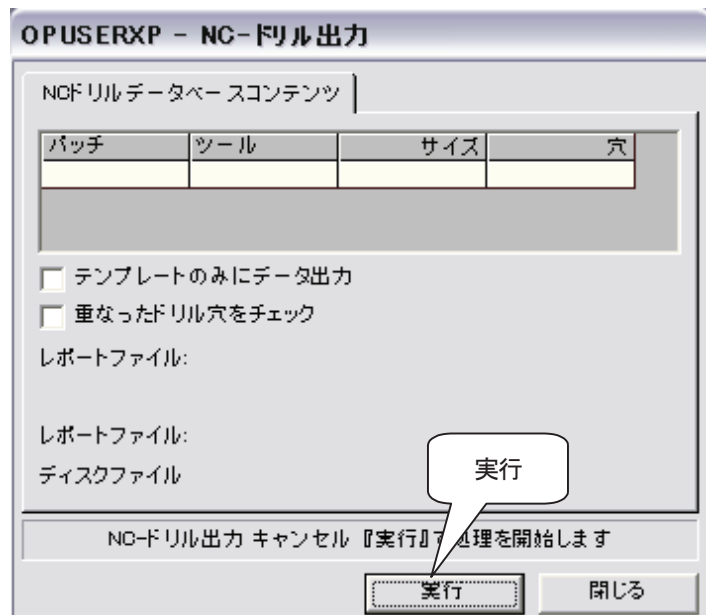 OPUSERXP - NC-ドリル出力
NCドリルデータベースコンテンツ
パッチ ツール サイズ 穴
テンプレートのみにデータ出力
重なったドリル穴をチェック
レポートファイル:
レポートファイル:
ディスクファイル
実行
NC-ドリル出力 キャンセル 『実行』で処理を開始します
実行 閉じる